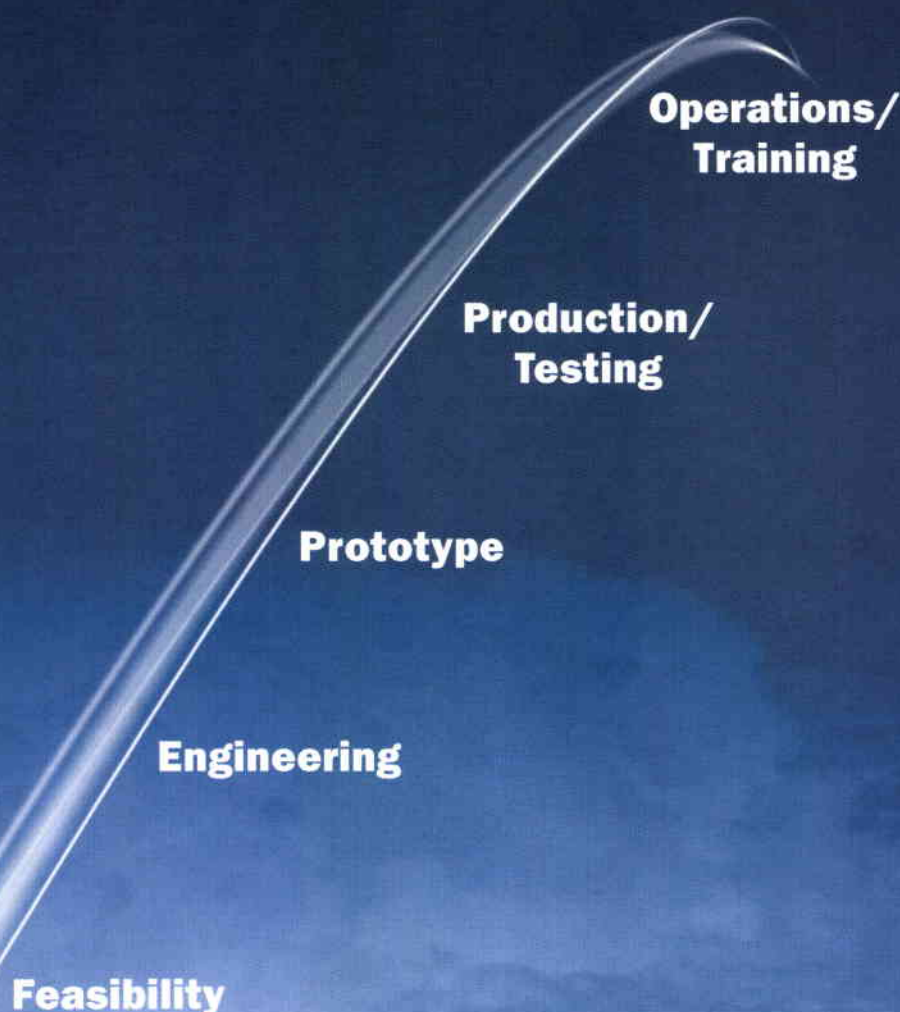 Operations/
Training
Production/
Testing
Prototype
Engineering
Feasibility